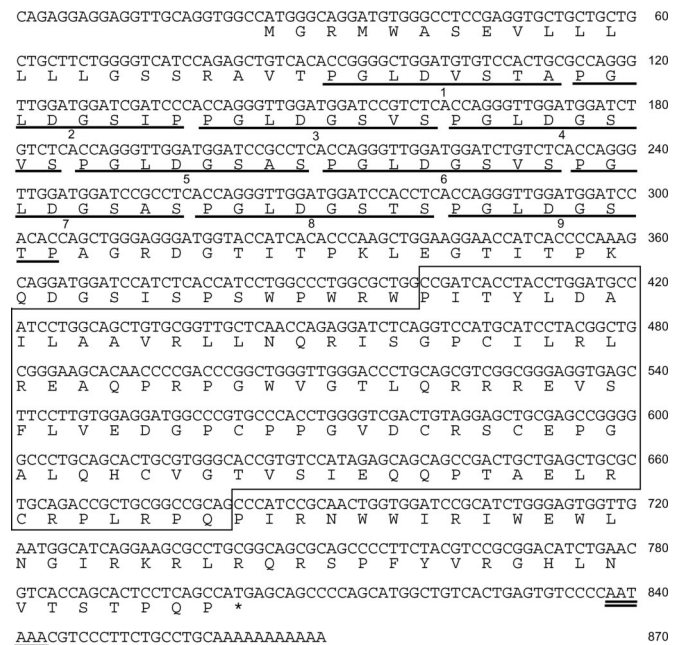 CAGAGGAGGAGGTTGCAGGTGGCCATGGGCAGGATGTGGGCCTCCGAGGTGCTGCTGCTG 60
M G R M W A S E V L L L
CTGCTTCTGGGGTCATCCAGAGCTGTCACACCGGGGCTGGATGTGTCCACTGCGCCAGGG 120
L L L G S S R A V T P G L D V S T A P G
1
TTGGATGGATCGATCCCACCAGGGTTGGATGGATCCGTCTCACCAGGGTTGGATGGATCT 180
L D G S I P P G L D G S V S P G L D G S
2 3 4
GTCTCACCAGGGTTGGATGGATCCGCCTCACCAGGGTTGGATGGATCTGTCTCACCAGGG 240
V S P G L D G S A S P G L D G S V S P G
5 6
TTGGATGGATCCGCCTCACCAGGGTTGGATGGATCCACCTCACCAGGGTTGGATGGATCC 300
L D G S A S P G L D G S T S P G L D G S
7 8 9
ACACCAGCTGGGAGGGATGGTACCATCACACCCAAGCTGGAAGGAACCATCACCCCAAAG 360
T P A G R D G T I T P K L E G T I T P K
CAGGATGGATCCATCTCACCATCCTGGCCCTGGCGCTGGCCGATCACCTACCTGGATGCC 420
Q D G S I S P S W P W R W P I T Y L D A
ATCCTGGCAGCTGTGCGGTTGCTCAACCAGAGGATCTCAGGTCCATGCATCCTACGGCTG 480
I L A A V R L L N Q R I S G P C I L R L
CGGGAAGCACAACCCCGACCCGGCTGGGTTGGGACCCTGCAGCGTCGGCGGGAGGTGAGC 540
R E A Q P R P G W V G T L Q R R R E V S
TTCCTTGTGGAGGATGGCCCGTGCCCACCTGGGGTCGACTGTAGGAGCTGCGAGCCGGGG 600
F L V E D G P C P P G V D C R S C E P G
GCCCTGCAGCACTGCGTGGGCACCGTGTCCATAGAGCAGCAGCCGACTGCTGAGCTGCGC 660
A L Q H C V G T V S I E Q Q P T A E L R
TGCAGACCGCTGCGGCCGCAGCCCATCCGCAACTGGTGGATCCGCATCTGGGAGTGGTTG 720
C R P L R P Q P I R N W W I R I W E W L
AATGGCATCAGGAAGCGCCTGCGGCAGCGCAGCCCCTTCTACGTCCGCGGACATCTGAAC 780
N G I R K R L R Q R S P F Y V R G H L N
GTCACCAGCACTCCTCAGCCATGAGCAGCCCCAGCATGGCTGTCACTGAGTGTCCCCAAT 840
V T S T P Q P *
AAACGTCCCTTCTGCCTGCAAAAAAAAAAA 870